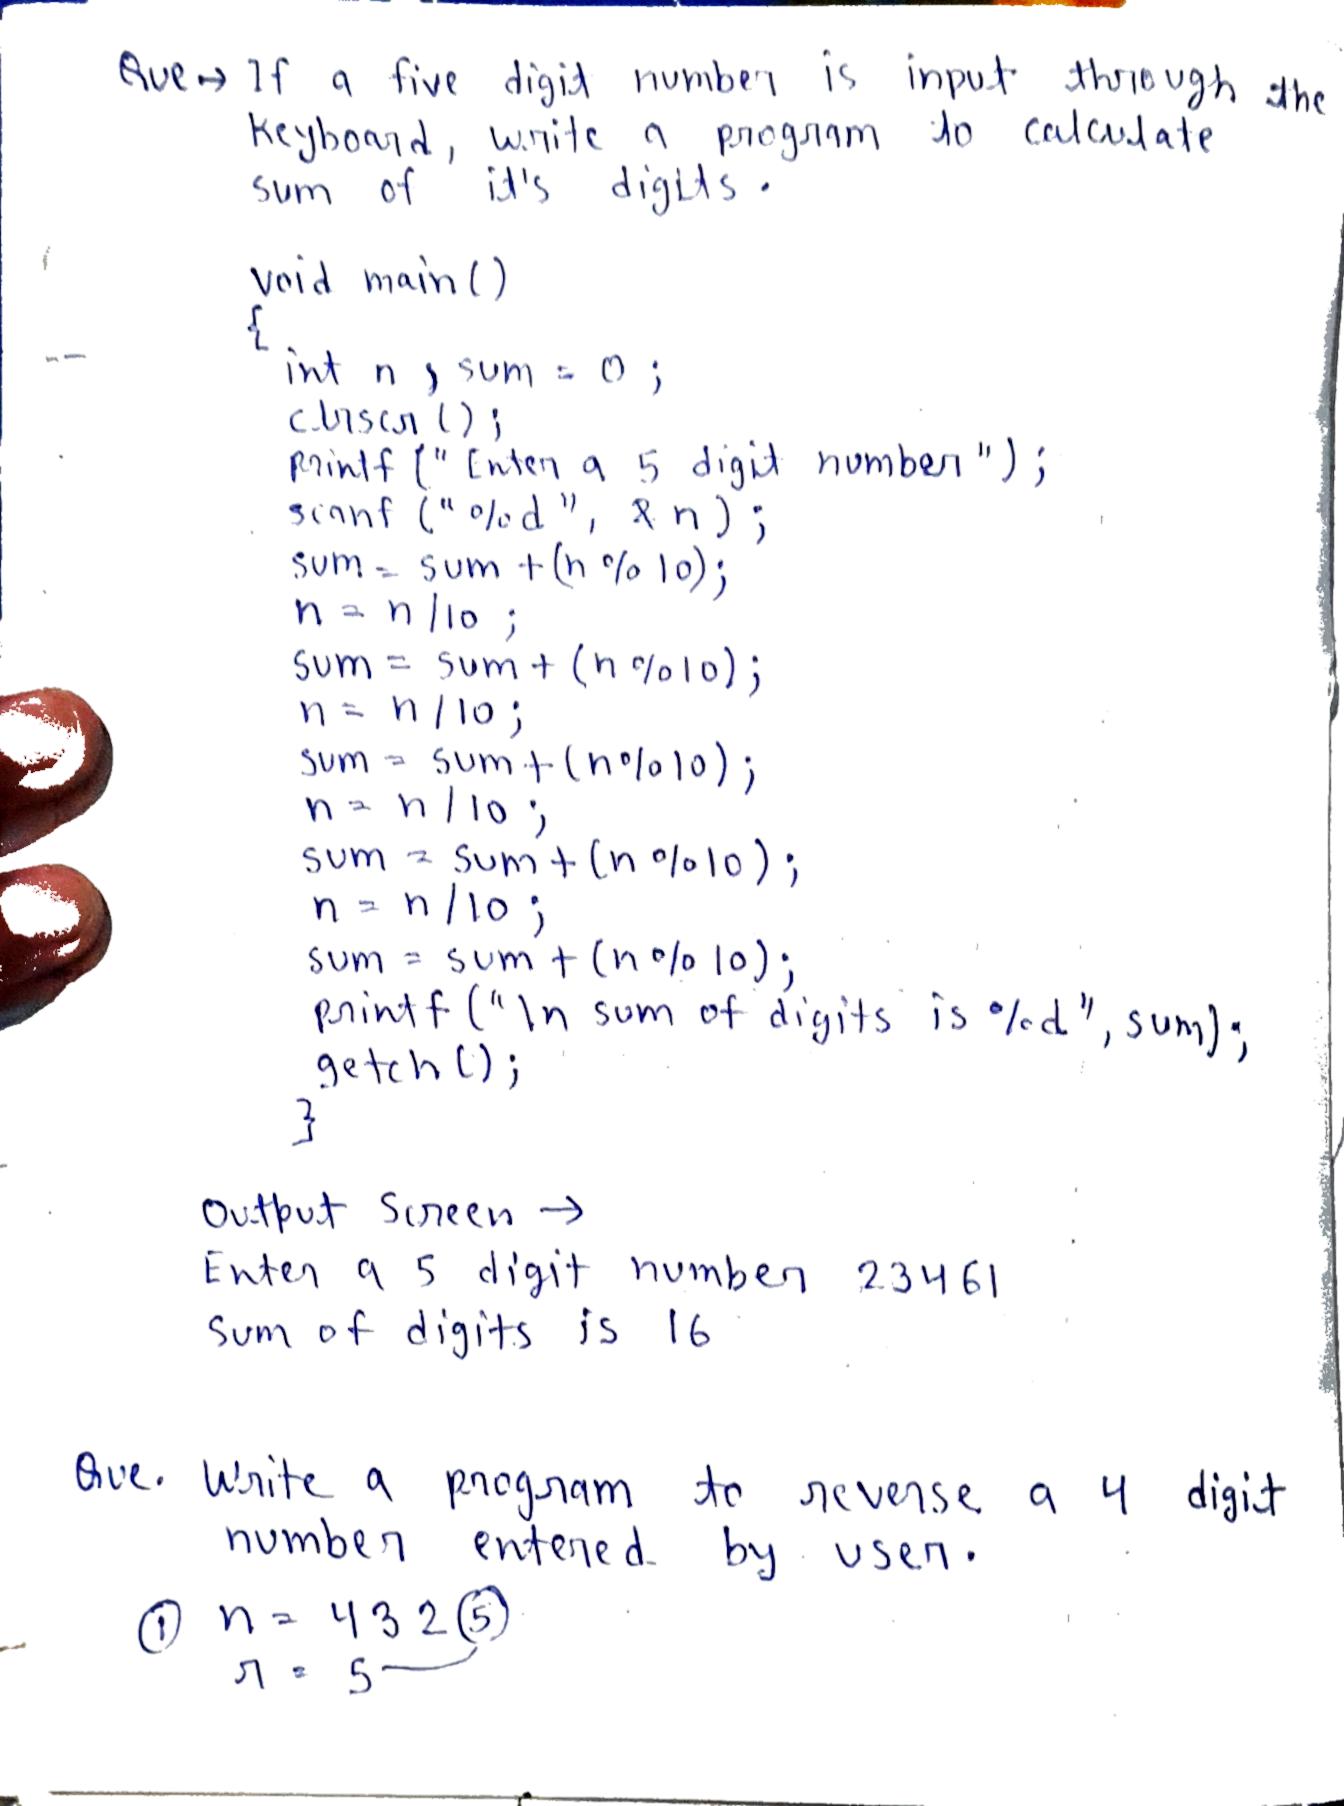 Que → If a five digit number is input through the
keyboard, write a program to calculate
sum of it's digits.
void main()
{
int n, sum = 0;
clrscr();
printf("Enter a 5 digit number");
scanf("%d", &n);
sum = sum + (n%10);
n = n/10;
sum = sum + (n%10);
n = n/10;
sum = sum + (n%10);
n = n/10;
sum = sum + (n%10);
n = n/10;
sum = sum + (n%10);
printf("\n sum of digits is %d", sum);
getch();
}
Output Screen →
Enter a 5 digit number 23461
Sum of digits is 16
Que. Write a program to reverse a 4 digit
number entered by user.
① n = 432⑤
r = 5